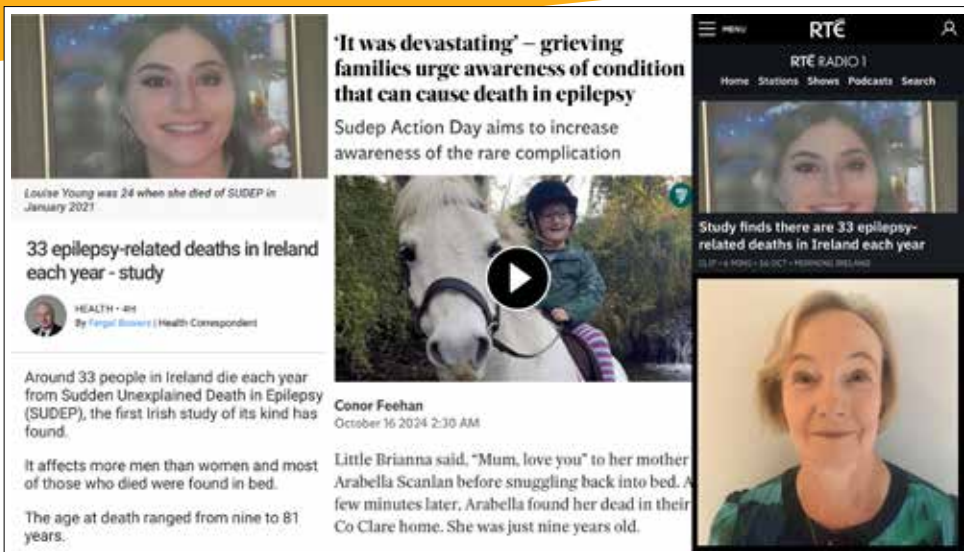 Louise Young was 24 when she died of SUDEP in
January 2021
33 epilepsy-related deaths in Ireland
each year - study
HEALTH • 4H
By Fergal Bowers | Health Correspondent
Around 33 people in Ireland die each year
from Sudden Unexplained Death in Epilepsy
(SUDEP), the first Irish study of its kind has
found.
It affects more men than women and most
of those who died were found in bed.
The age at death ranged from nine to 81
years.
‘It was devastating’ – grieving
families urge awareness of condition
that can cause death in epilepsy
Sudep Action Day aims to increase
awareness of the rare complication
Conor Feehan
October 16 2024 2:30 AM
Little Brianna said, “Mum, love you” to her mother
Arabella Scanlan before snuggling back into bed. A
few minutes later, Arabella found her dead in their
Co Clare home. She was just nine years old.
MENU
RTÉ
RTÉ RADIO 1
Home Stations Shows Podcasts Search
Study finds there are 33 epilepsy-
related deaths in Ireland each year
• 6 MINS • 16 OCT • MORNING IRELAND